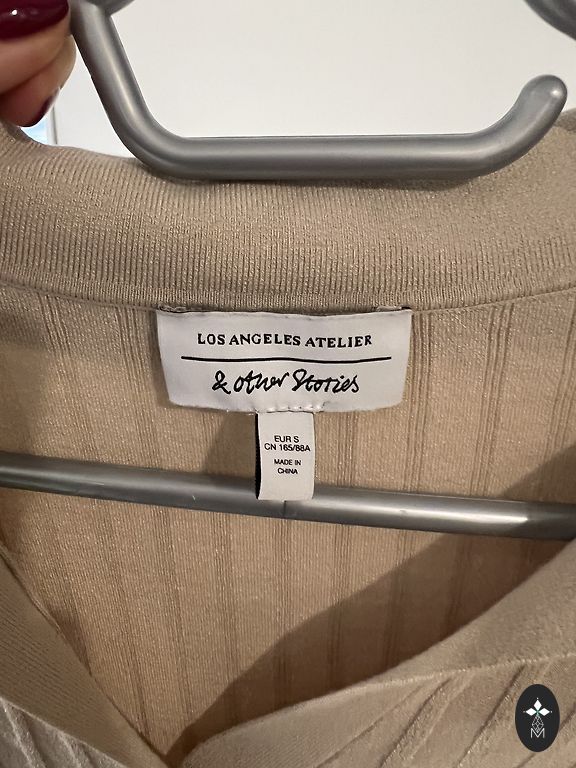 LOS ANGELES ATELIER
& other Stories
EUR S
CN 165/88A
MADE IN
CHINA
M